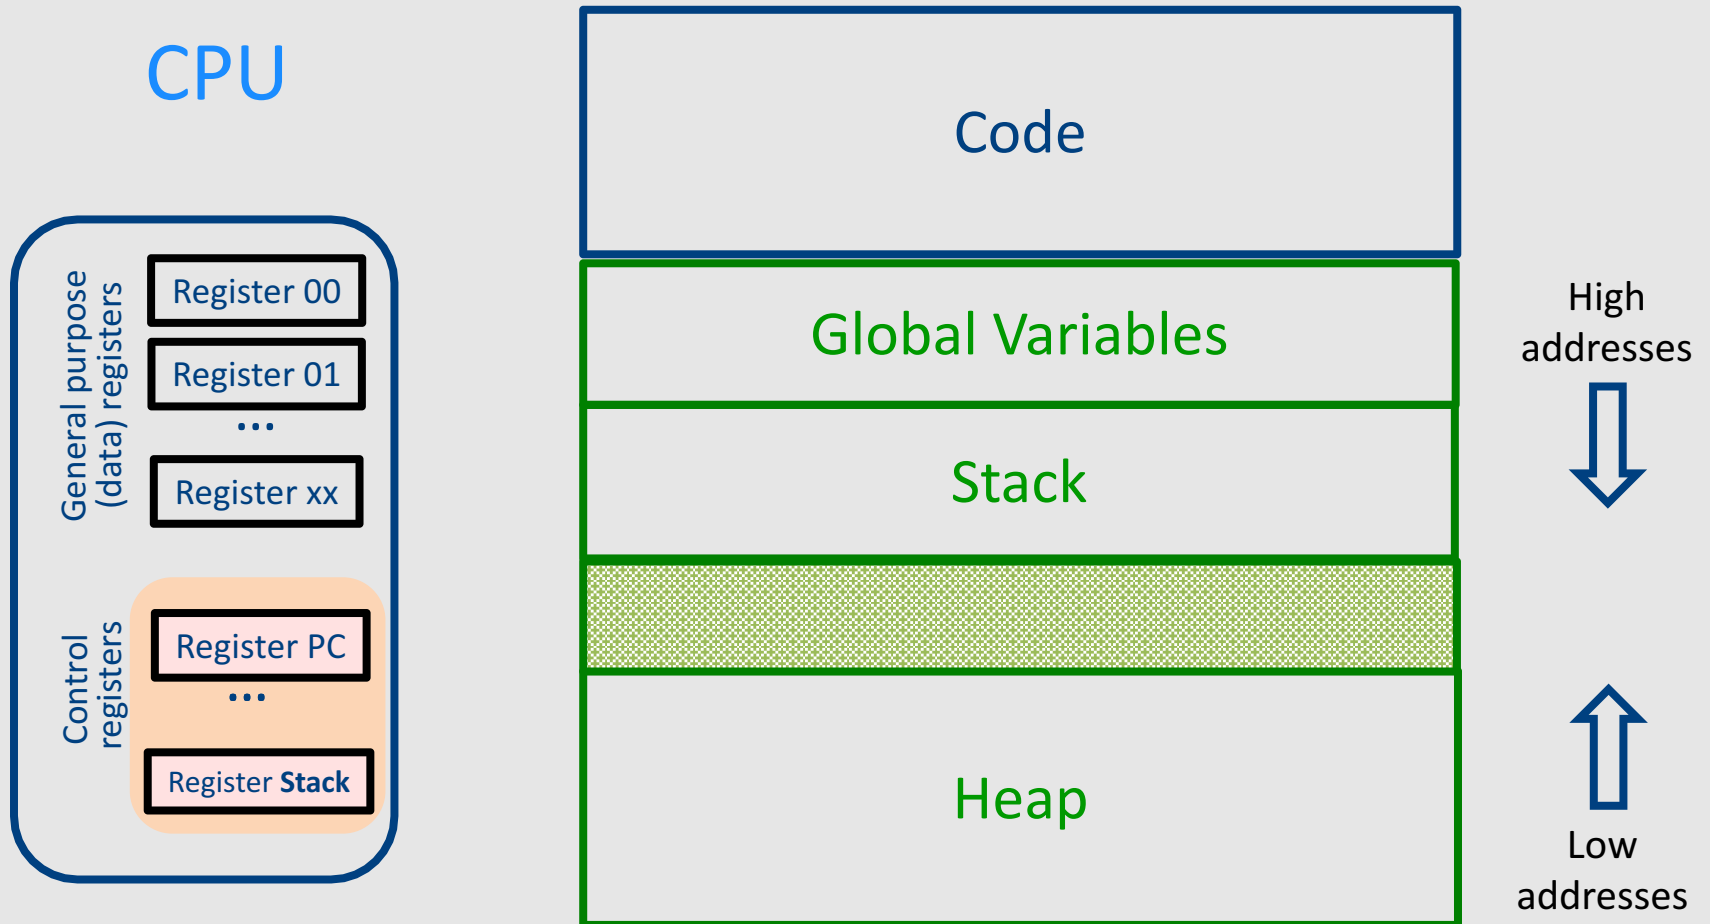 CPU
General purpose
(data) registers
Register 00
Register 01
...
Register xx
Control
registers
Register PC
...
Register Stack
Code
Global Variables
Stack
Heap
High
addresses
Low
addresses